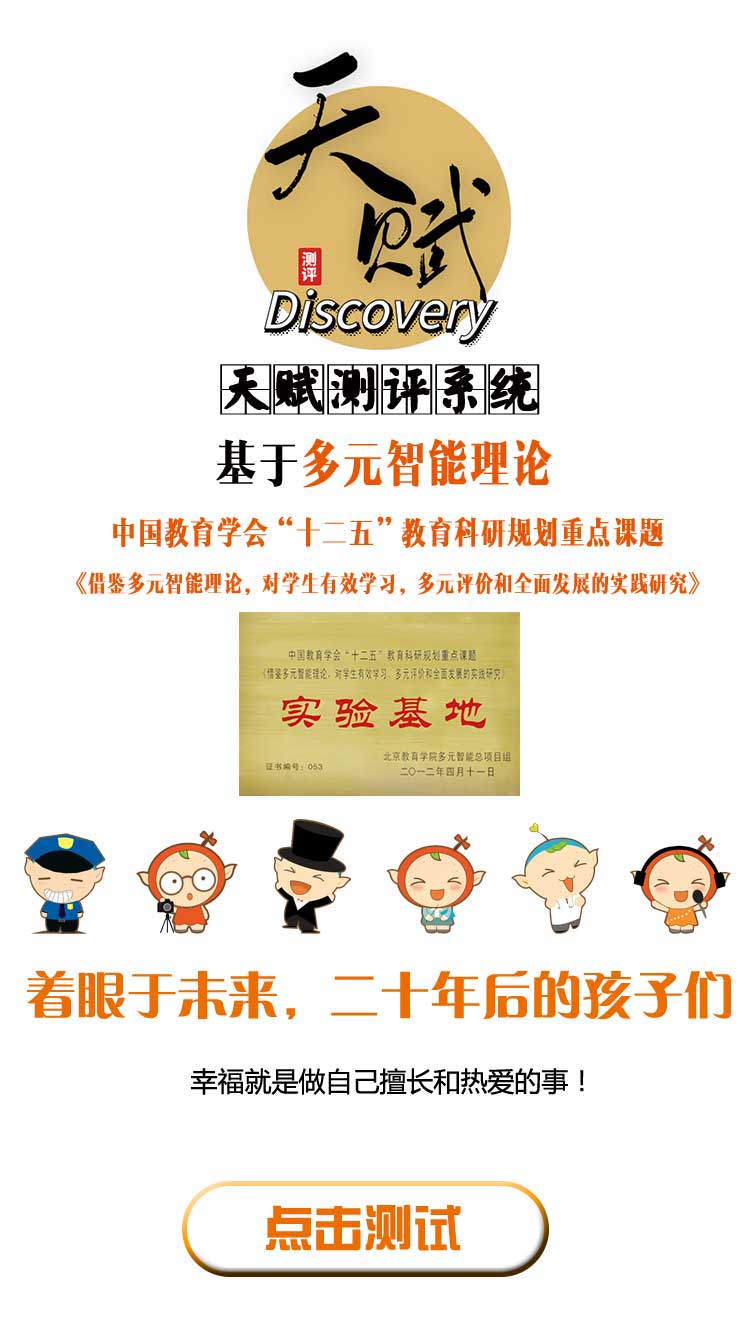 天赋
测评
Discovery
天赋测评系统
基于多元智能理论
中国教育学会“十二五”教育科研规划重点课题
《借鉴多元智能理论，对学生有效学习，多元评价和全面发展的实践研究》
中国教育学会“十二五”教育科研规划重点课题
《借鉴多元智能理论，对学生有效学习、多元评价和全面发展的实践研究》
实验基地
北京教育学院多元智能总项目组
证书编号：053
二〇一二年四月十一日
着眼于未来，二十年后的孩子们
幸福就是做自己擅长和热爱的事！
点击测试